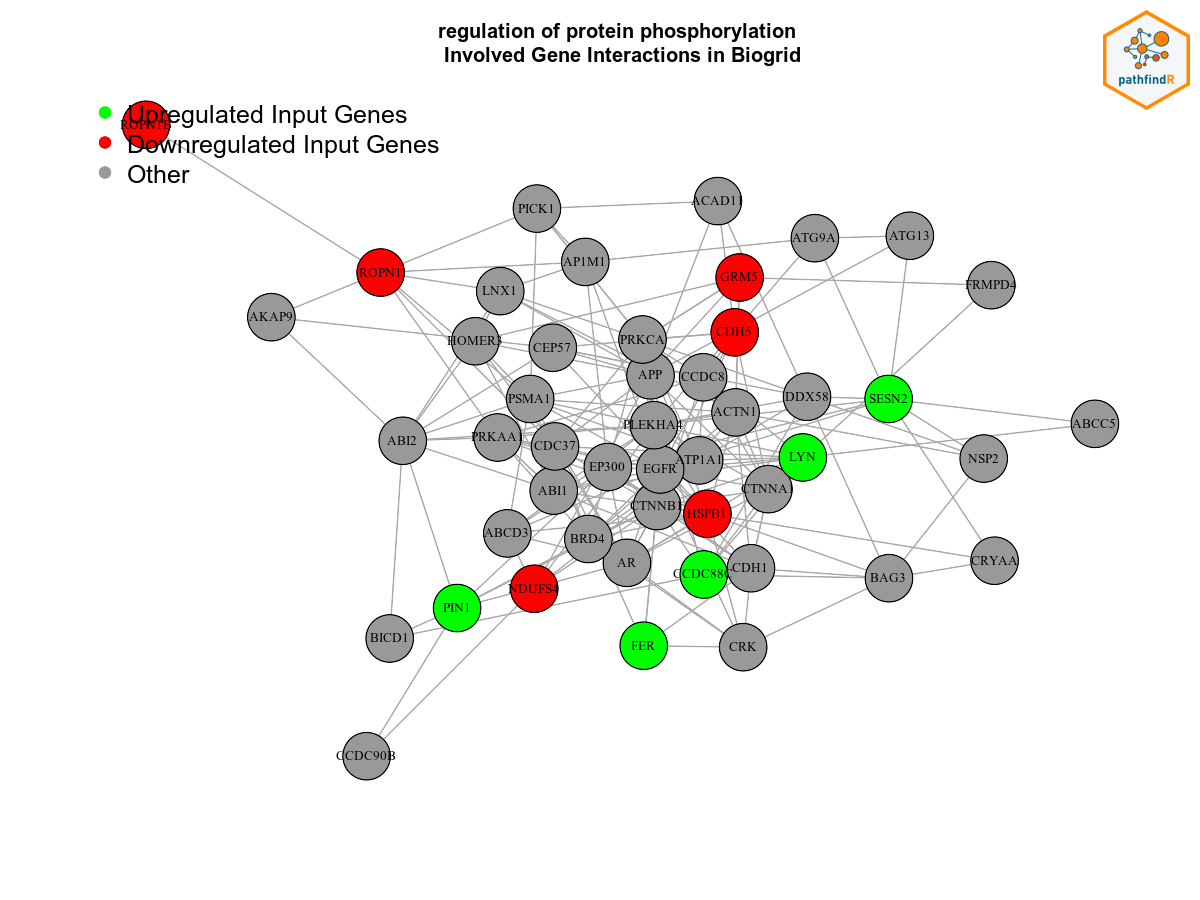 regulation of protein phosphorylation
Involved Gene Interactions in Biogrid
pathfindR
Upregulated Input Genes
ROPN1B
Downregulated Input Genes
Other
PICK1
ACAD11
ATG9A
ATG13
AP1M1
ROPN1
GRM5
FRMPD4
LNX1
AKAP9
CDH5
HOMER3
CEP57
PRKCA
APP
CCDC8
PSMA1
DDX58
SESN2
ACTN1
ABCC5
PLEKHA4
ABI2
PRKAA1
CDC37
EP300
EGFR
ATP1A1
LYN
NSP2
ABI1
CTNNB1
CTNNA1
HSPB1
ABCD3
BRD4
AR
CCDC88C
CDH1
BAG3
CRYAA
NDUFS4
PIN1
BICD1
FER
CRK
CCDC90B